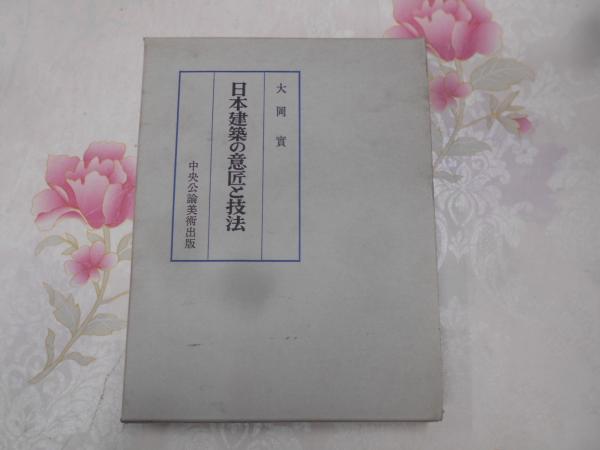 大岡實
日本建築の意匠と技法
中央公論美術出版